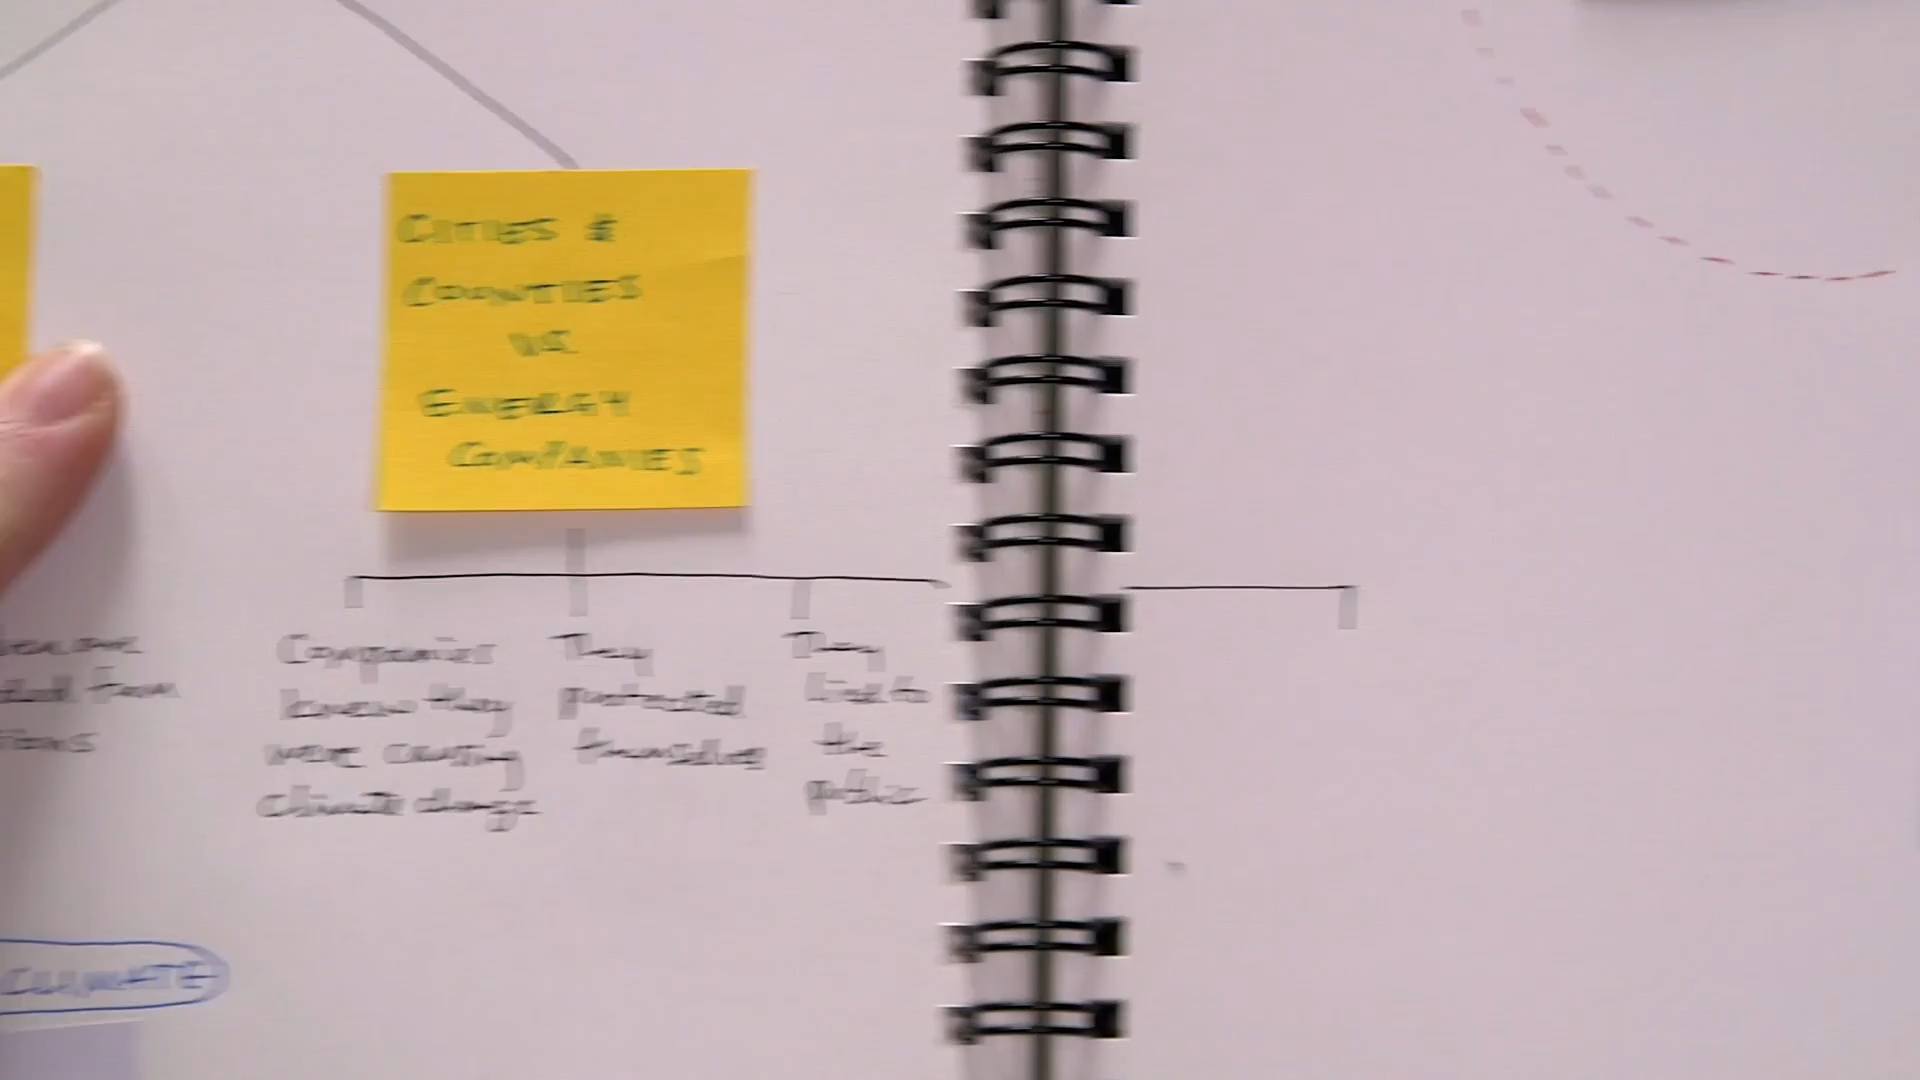 CITIES &
COUNTIES
VS
ENERGY
COMPANIES
Companies
knew they
were causing
climate change
They
protected
themselves
They
lied to
the
public
CLIMATE